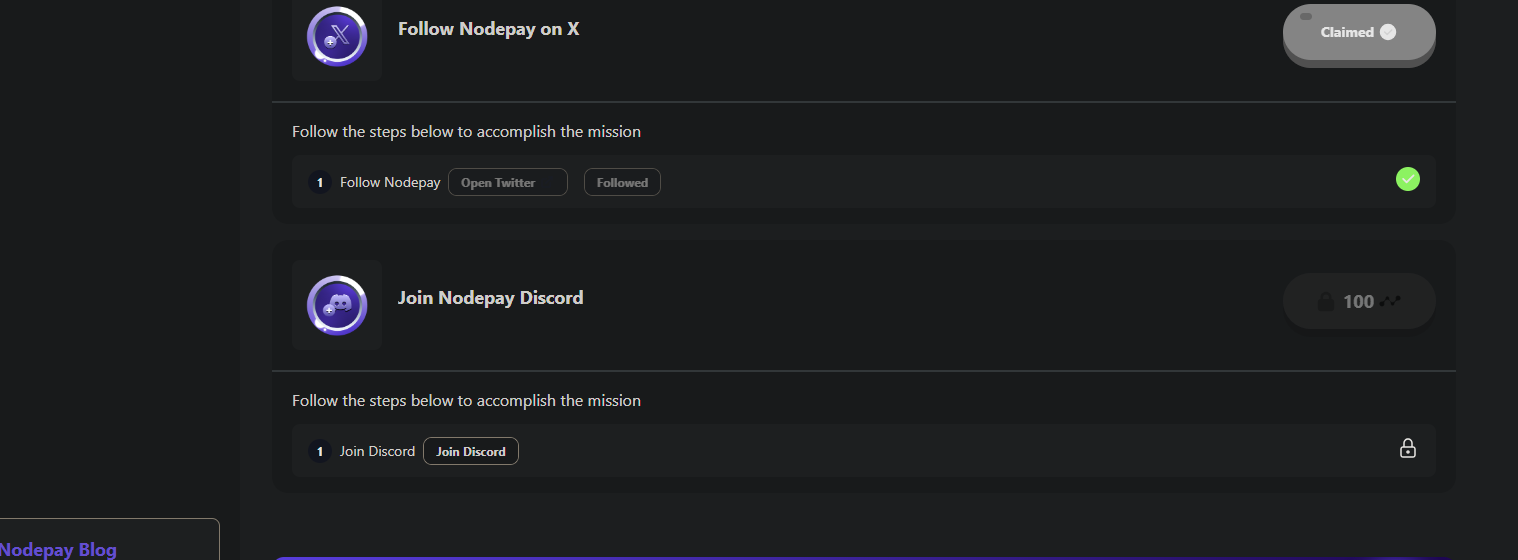 Follow Nodepay on X
Claimed
Follow the steps below to accomplish the mission
1 Follow Nodepay Open Twitter Followed
Join Nodepay Discord
100
Follow the steps below to accomplish the mission
1 Join Discord Join Discord
Nodepay Blog